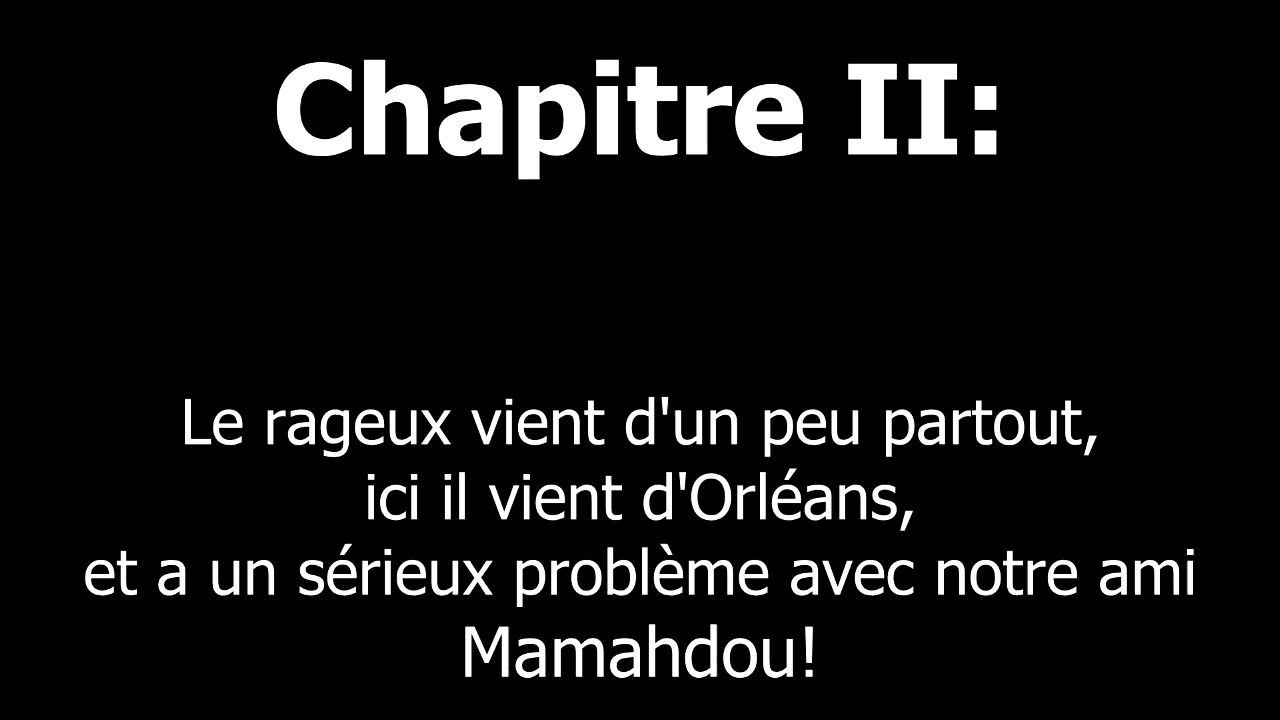 Chapitre II:
Le rageux vient d'un peu partout,
ici il vient d'Orléans,
et a un sérieux problème avec notre ami
Mamahdou!